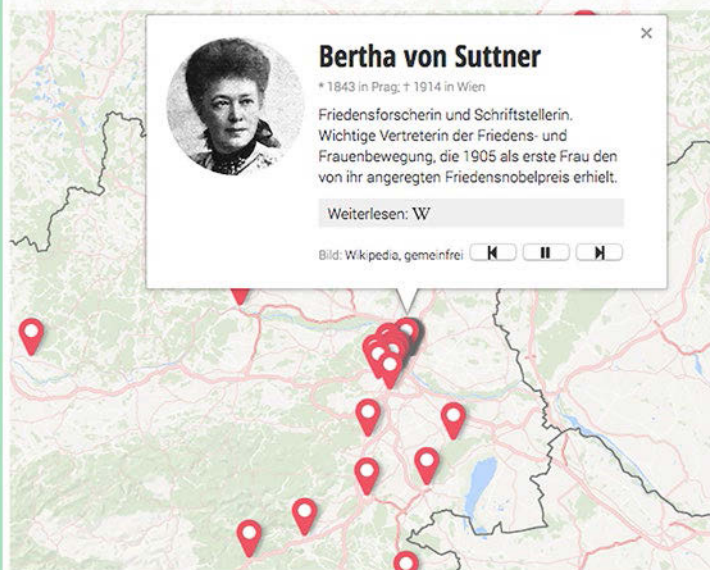 Bertha von Suttner
* 1843 in Prag; † 1914 in Wien
Friedensforscherin und Schriftstellerin.
Wichtige Vertreterin der Friedens- und
Frauenbewegung, die 1905 als erste Frau den
von ihr angeregten Friedensnobelpreis erhielt.
Weiterlesen: W
Bild: Wikipedia, gemeinfrei